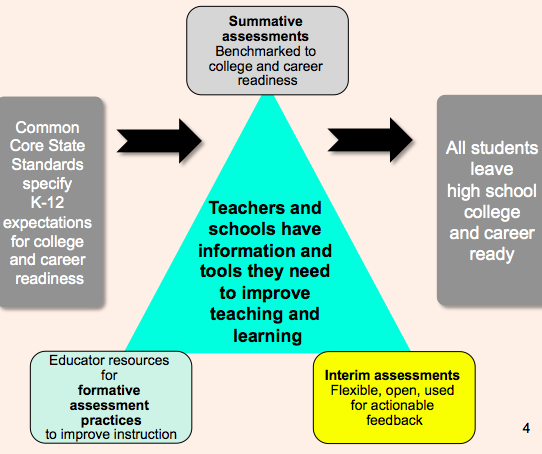 Summative
assessments
Benchmarked to
college and career
readiness
Common
Core State
Standards
specify
K-12
expectations
for college
and career
readiness
Teachers and
schools have
information and
tools they need
to improve
teaching and
learning
All students
leave
high school
college
and career
ready
Educator resources
for
formative
assessment
practices
to improve instruction
Interim assessments
Flexible, open, used
for actionable
feedback
4